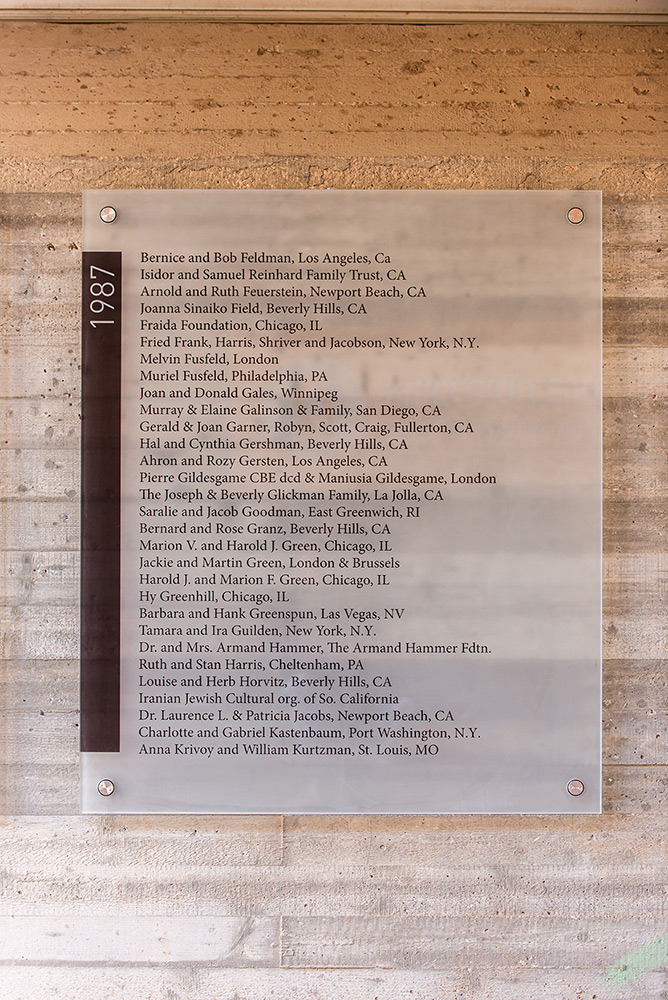 1987
Bernice and Bob Feldman, Los Angeles, Ca
Isidor and Samuel Reinhard Family Trust, CA
Arnold and Ruth Feuerstein, Newport Beach, CA
Joanna Sinaiko Field, Beverly Hills, CA
Fraida Foundation, Chicago, IL
Fried Frank, Harris, Shriver and Jacobson, New York, N.Y.
Melvin Fusfeld, London
Muriel Fusfeld, Philadelphia, PA
Joan and Donald Gales, Winnipeg
Murray & Elaine Galinson & Family, San Diego, CA
Gerald & Joan Garner, Robyn, Scott, Craig, Fullerton, CA
Hal and Cynthia Gershman, Beverly Hills, CA
Ahron and Rozy Gersten, Los Angeles, CA
Pierre Gildesgame CBE dcd & Maniusia Gildesgame, London
The Joseph & Beverly Glickman Family, La Jolla, CA
Saralie and Jacob Goodman, East Greenwich, RI
Bernard and Rose Granz, Beverly Hills, CA
Marion V. and Harold J. Green, Chicago, IL
Jackie and Martin Green, London & Brussels
Harold J. and Marion F. Green, Chicago, IL
Hy Greenhill, Chicago, IL
Barbara and Hank Greenspun, Las Vegas, NV
Tamara and Ira Guilden, New York, N.Y.
Dr. and Mrs. Armand Hammer, The Armand Hammer Fdtn.
Ruth and Stan Harris, Cheltenham, PA
Louise and Herb Horvitz, Beverly Hills, CA
Iranian Jewish Cultural org. of So. California
Dr. Laurence L. & Patricia Jacobs, Newport Beach, CA
Charlotte and Gabriel Kastenbaum, Port Washington, N.Y.
Anna Krivoy and William Kurtzman, St. Louis, MO